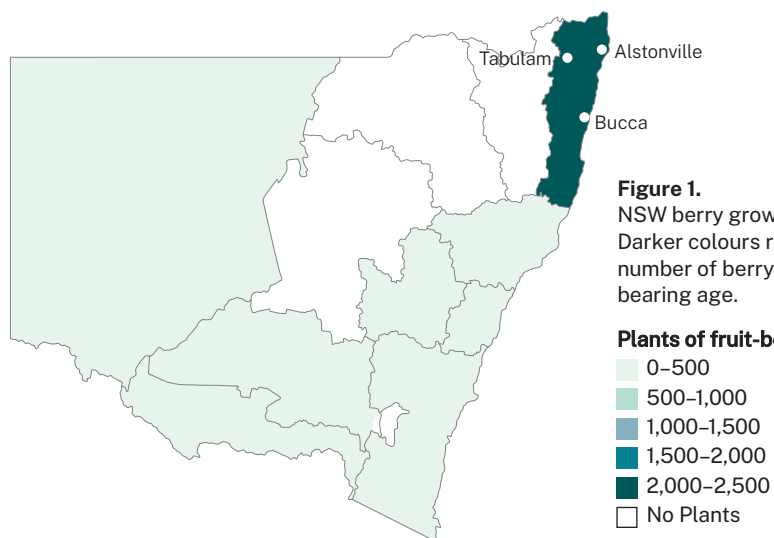 Tabulam
Alstonville
Bucca
Figure 1.
NSW berry grow
Darker colours r
number of berry
bearing age.
Plants of fruit-b
0–500
500–1,000
1,000–1,500
1,500–2,000
2,000–2,500
No Plants